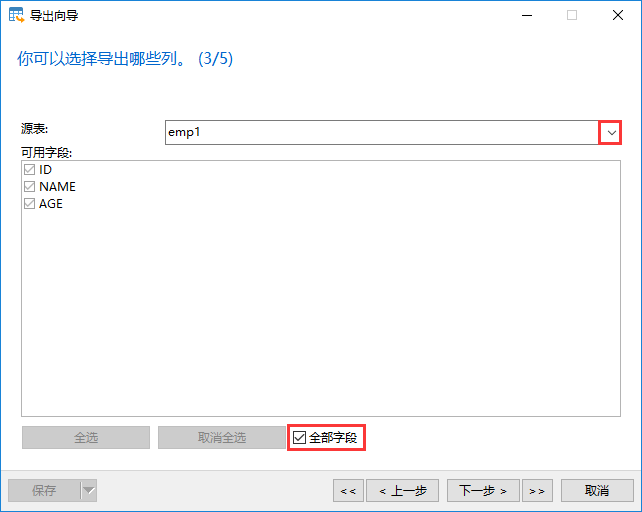 导出向导
你可以选择导出哪些列。 (3/5)
源表:
emp1
可用字段:
ID
NAME
AGE
全选 取消全选 全部字段
保存 << < 上一步 下一步 > >> 取消